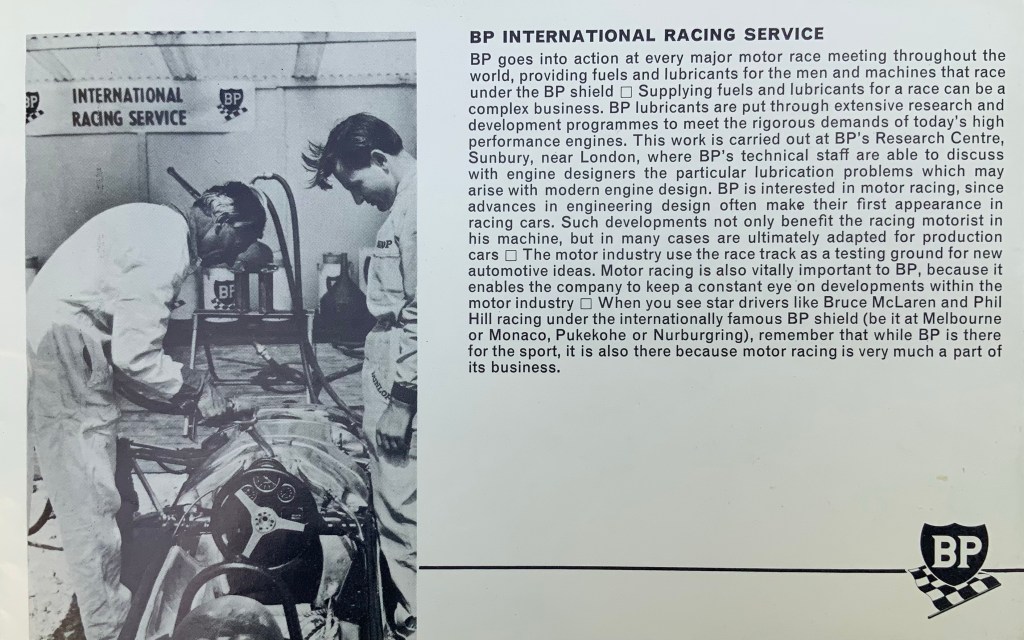 INTERNATIONAL
RACING SERVICE
BP
BP
BP
BP INTERNATIONAL RACING SERVICE
BP goes into action at every major motor race meeting throughout the
world, providing fuels and lubricants for the men and machines that race
under the BP shield □ Supplying fuels and lubricants for a race can be a
complex business. BP lubricants are put through extensive research and
development programmes to meet the rigorous demands of today's high
performance engines. This work is carried out at BP's Research Centre,
Sunbury, near London, where BP's technical staff are able to discuss
with engine designers the particular lubrication problems which may
arise with modern engine design. BP is interested in motor racing, since
advances in engineering design often make their first appearance in
racing cars. Such developments not only benefit the racing motorist in
his machine, but in many cases are ultimately adapted for production
cars □ The motor industry use the race track as a testing ground for new
automotive ideas. Motor racing is also vitally important to BP, because it
enables the company to keep a constant eye on developments within the
motor industry □ When you see star drivers like Bruce McLaren and Phil
Hill racing under the internationally famous BP shield (be it at Melbourne
or Monaco, Pukekohe or Nurburgring), remember that while BP is there
for the sport, it is also there because motor racing is very much a part of
its business.
BP